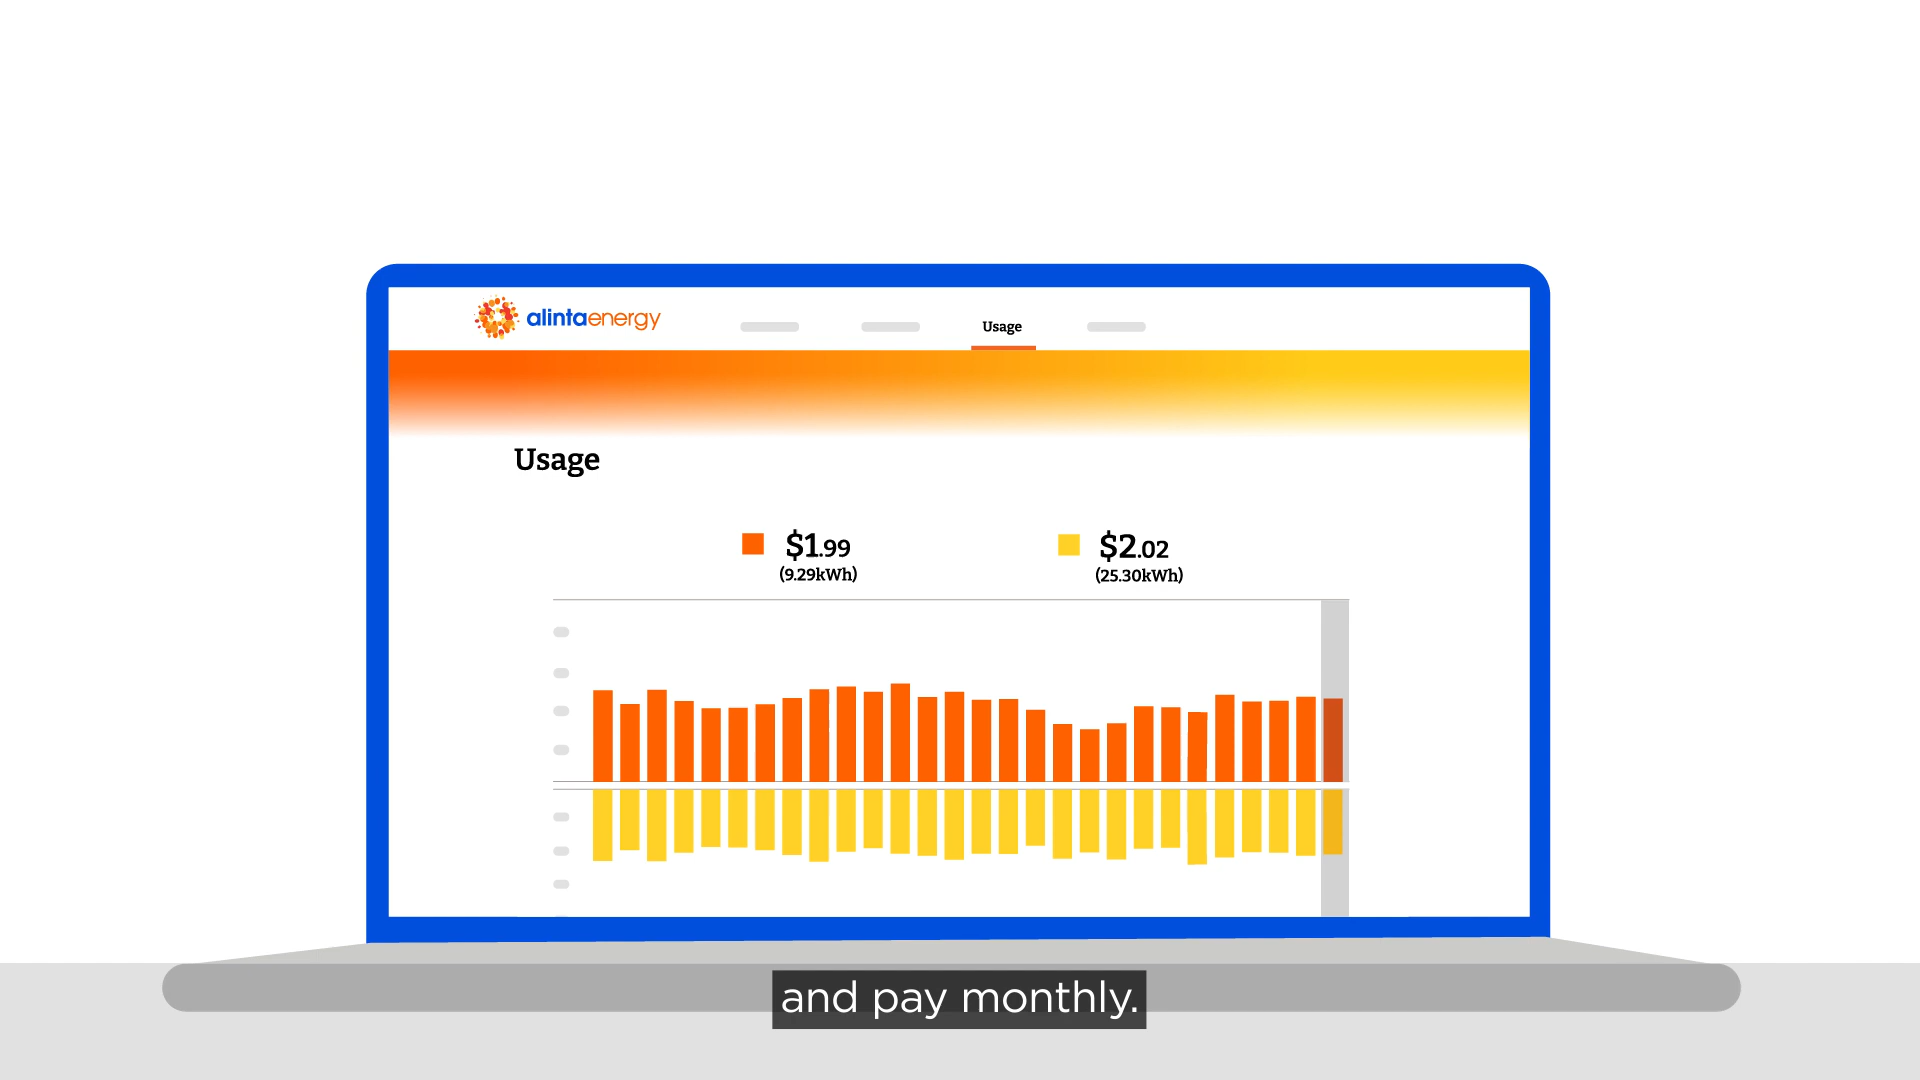 alintaenergy
Usage
Usage
$1.99
(9.29kWh)
$2.02
(25.30kWh)
and pay monthly.